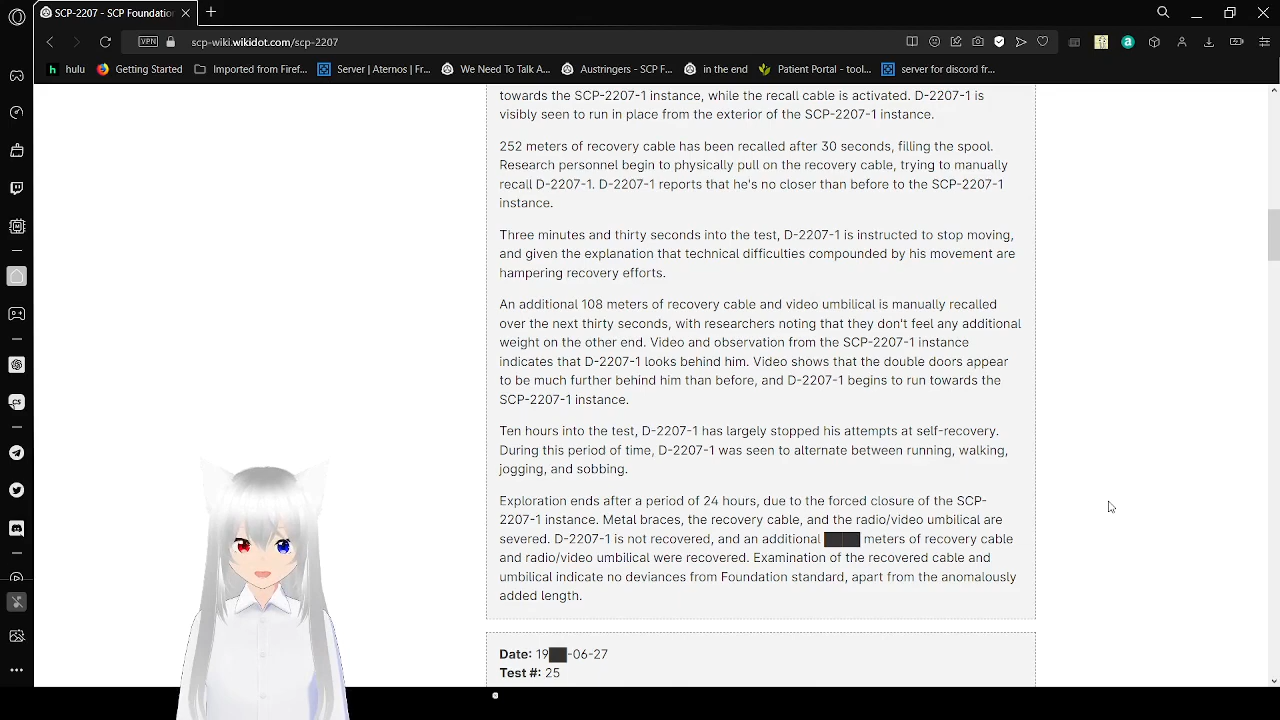 SCP-2207 - SCP Foundation
VPN
scp-wiki.wikidot.com/scp-2207
hulu
Getting Started
Imported from Firef...
Server | Aternos | Fr...
We Need To Talk A...
Austringers - SCP F...
in the end
Patient Portal - tool...
server for discord fr...
towards the SCP-2207-1 instance, while the recall cable is activated. D-2207-1 is
visibly seen to run in place from the exterior of the SCP-2207-1 instance.
252 meters of recovery cable has been recalled after 30 seconds, filling the spool.
Research personnel begin to physically pull on the recovery cable, trying to manually
recall D-2207-1. D-2207-1 reports that he's no closer than before to the SCP-2207-1
instance.
Three minutes and thirty seconds into the test, D-2207-1 is instructed to stop moving,
and given the explanation that technical difficulties compounded by his movement are
hampering recovery efforts.
An additional 108 meters of recovery cable and video umbilical is manually recalled
over the next thirty seconds, with researchers noting that they don't feel any additional
weight on the other end. Video and observation from the SCP-2207-1 instance
indicates that D-2207-1 looks behind him. Video shows that the double doors appear
to be much further behind him than before, and D-2207-1 begins to run towards the
SCP-2207-1 instance.
Ten hours into the test, D-2207-1 has largely stopped his attempts at self-recovery.
During this period of time, D-2207-1 was seen to alternate between running, walking,
jogging, and sobbing.
Exploration ends after a period of 24 hours, due to the forced closure of the SCP-
2207-1 instance. Metal braces, the recovery cable, and the radio/video umbilical are
severed. D-2207-1 is not recovered, and an additional ██ meters of recovery cable
and radio/video umbilical were recovered. Examination of the recovered cable and
umbilical indicate no deviances from Foundation standard, apart from the anomalously
added length.
Date: 19█-06-27
Test #: 25